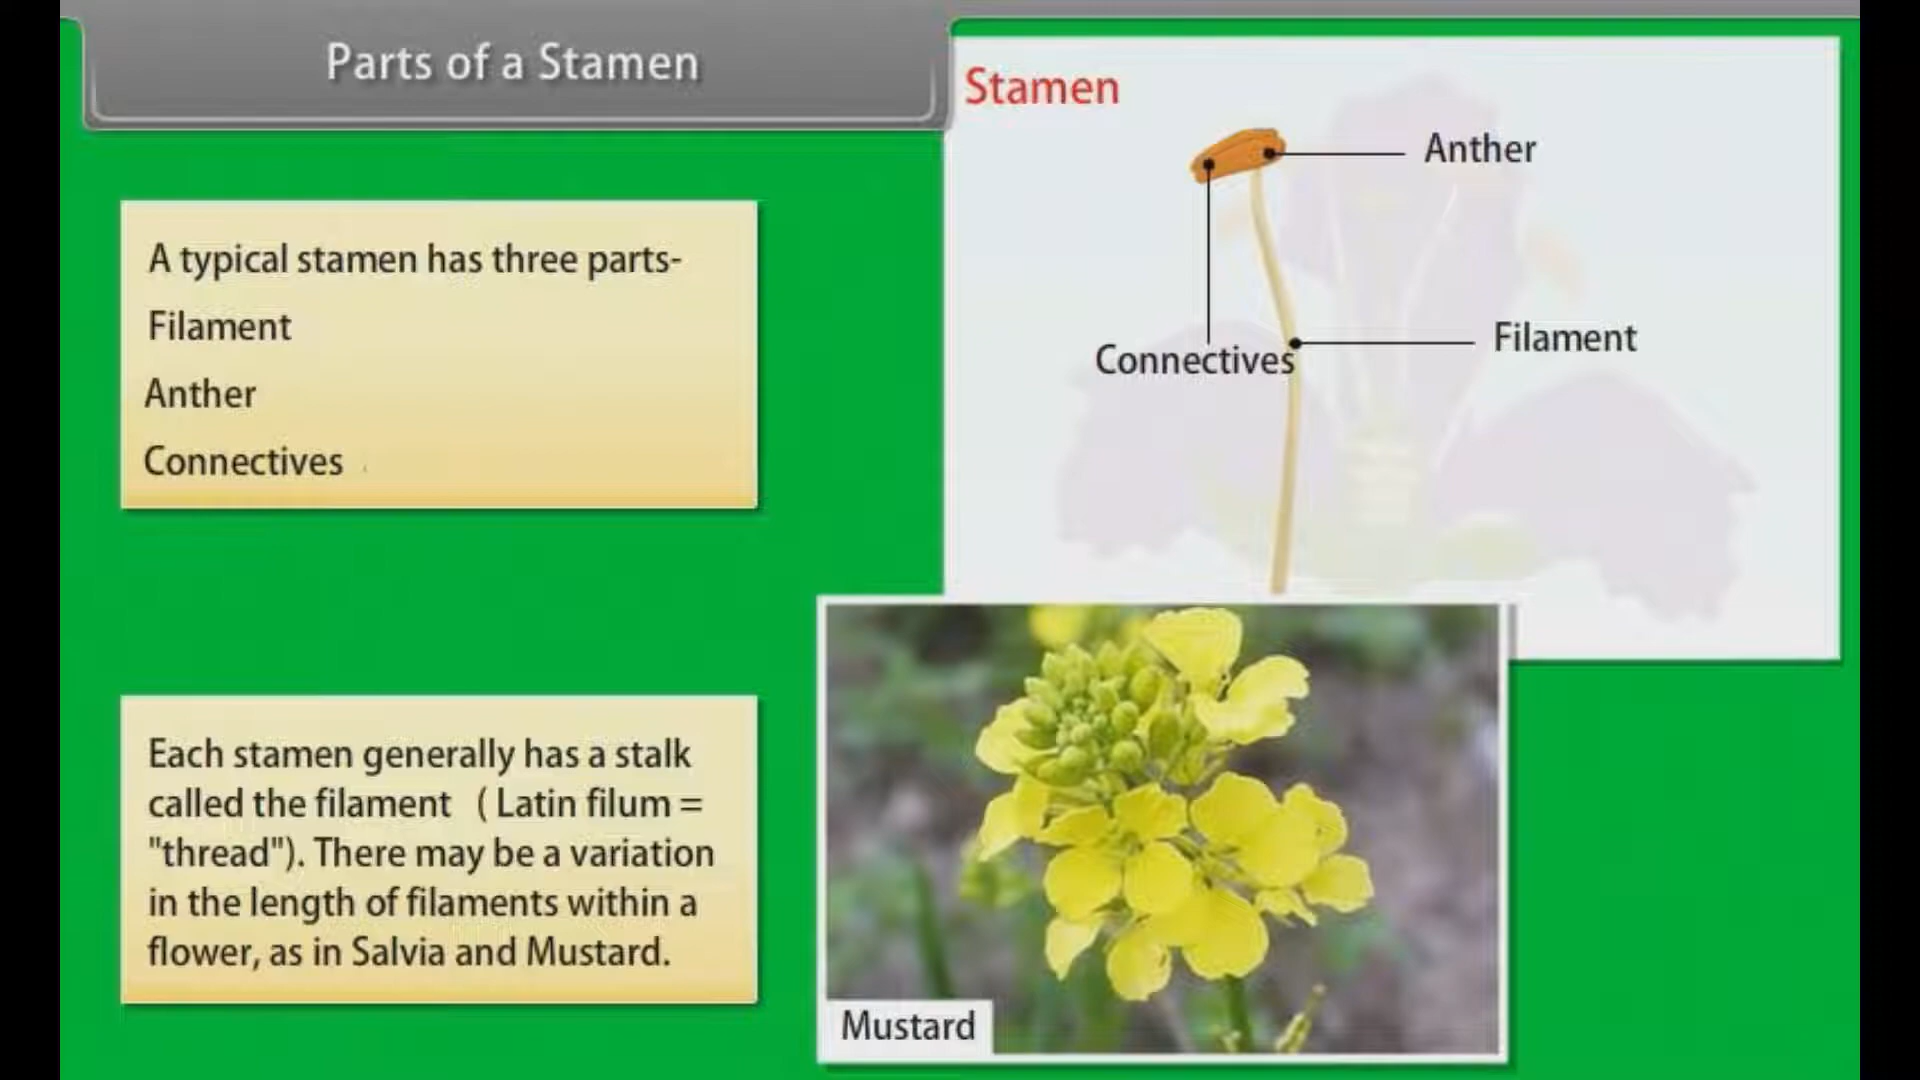 Parts of a Stamen
Stamen
Anther
Connectives
Filament
A typical stamen has three parts-
Filament
Anther
Connectives
Each stamen generally has a stalk
called the filament ( Latin filum =
"thread"). There may be a variation
in the length of filaments within a
flower, as in Salvia and Mustard.
Mustard